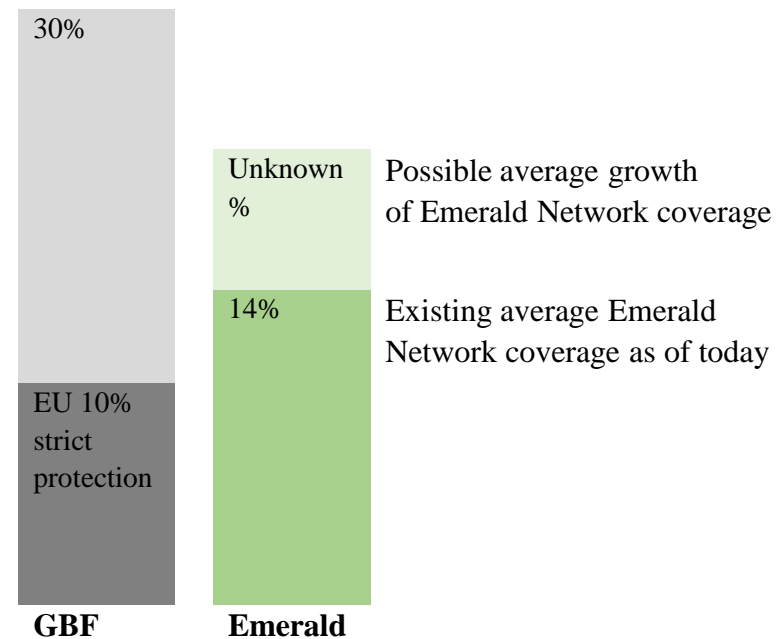 30%
Unknown
%
Possible average growth
of Emerald Network coverage
14%
Existing average Emerald
Network coverage as of today
EU 10%
strict
protection
GBF
Emerald